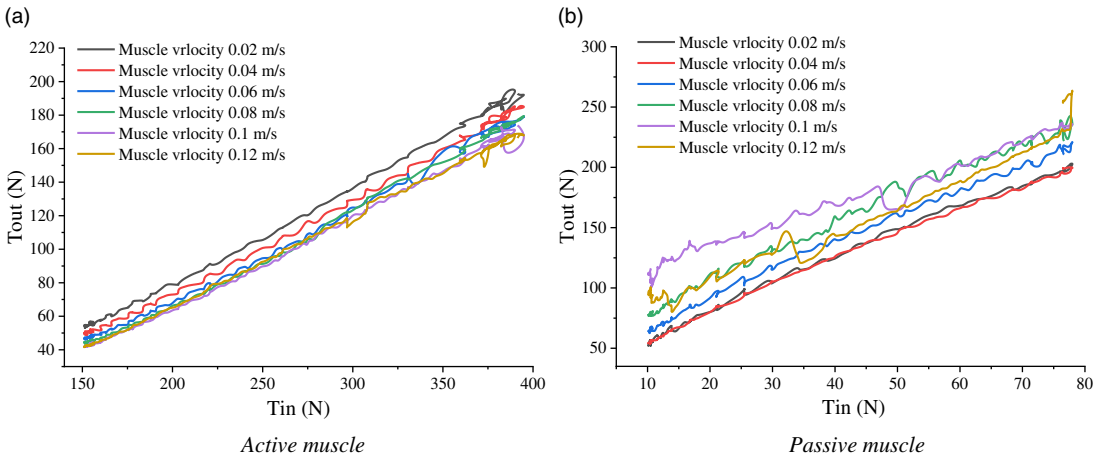 (a)
Tout (N)
220
200
180
160
140
120
100
80
60
40
Muscle vrlocity 0.02 m/s
Muscle vrlocity 0.04 m/s
Muscle vrlocity 0.06 m/s
Muscle vrlocity 0.08 m/s
Muscle vrlocity 0.1 m/s
Muscle vrlocity 0.12 m/s
150 200 250 300 350 400
Tin (N)
Active muscle
(b)
Tout (N)
300
250
200
150
100
50
Muscle vrlocity 0.02 m/s
Muscle vrlocity 0.04 m/s
Muscle vrlocity 0.06 m/s
Muscle vrlocity 0.08 m/s
Muscle vrlocity 0.1 m/s
Muscle vrlocity 0.12 m/s
10 20 30 40 50 60 70 80
Tin (N)
Passive muscle